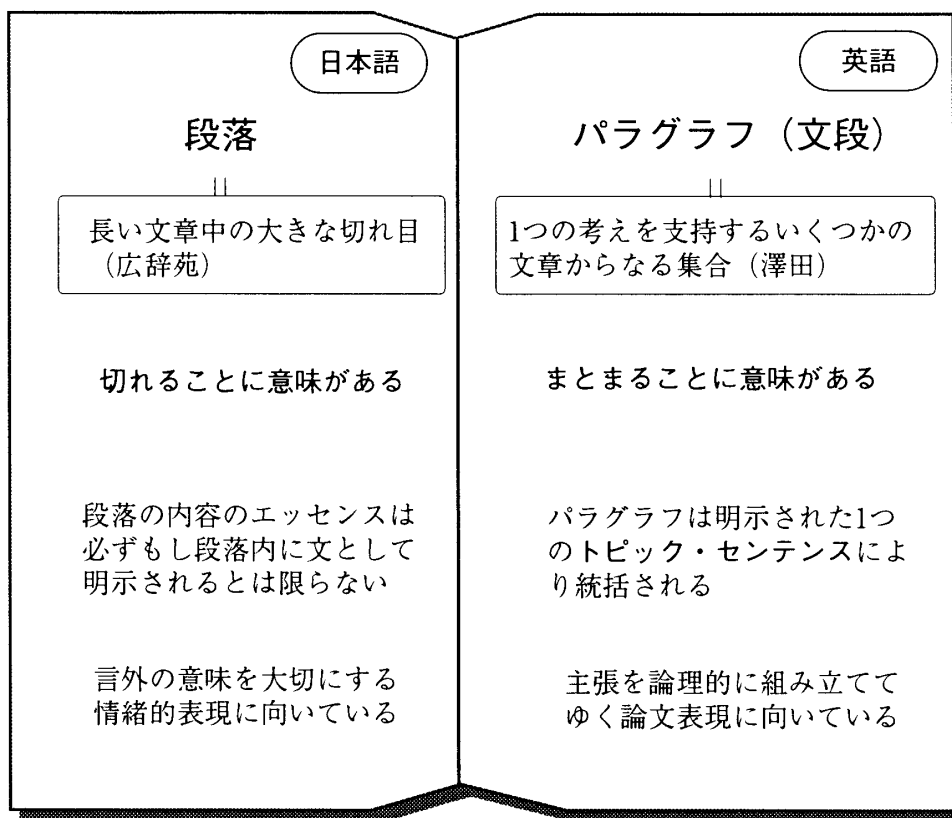 日本語
段落
||
長い文章中の大きな切れ目
（広辞苑）
切れることに意味がある
段落の内容のエッセンスは
必ずもし段落内に文として
明示されるとは限らない
言外の意味を大切にする
情緒的表現に向いている
英語
パラグラフ（文段）
||
1つの考えを支持するいくつかの
文章からなる集合（澤田）
まとまることに意味がある
パラグラフは明示された1つ
のトピック・センテンスによ
り統括される
主張を論理的に組み立てて
ゆく論文表現に向いている